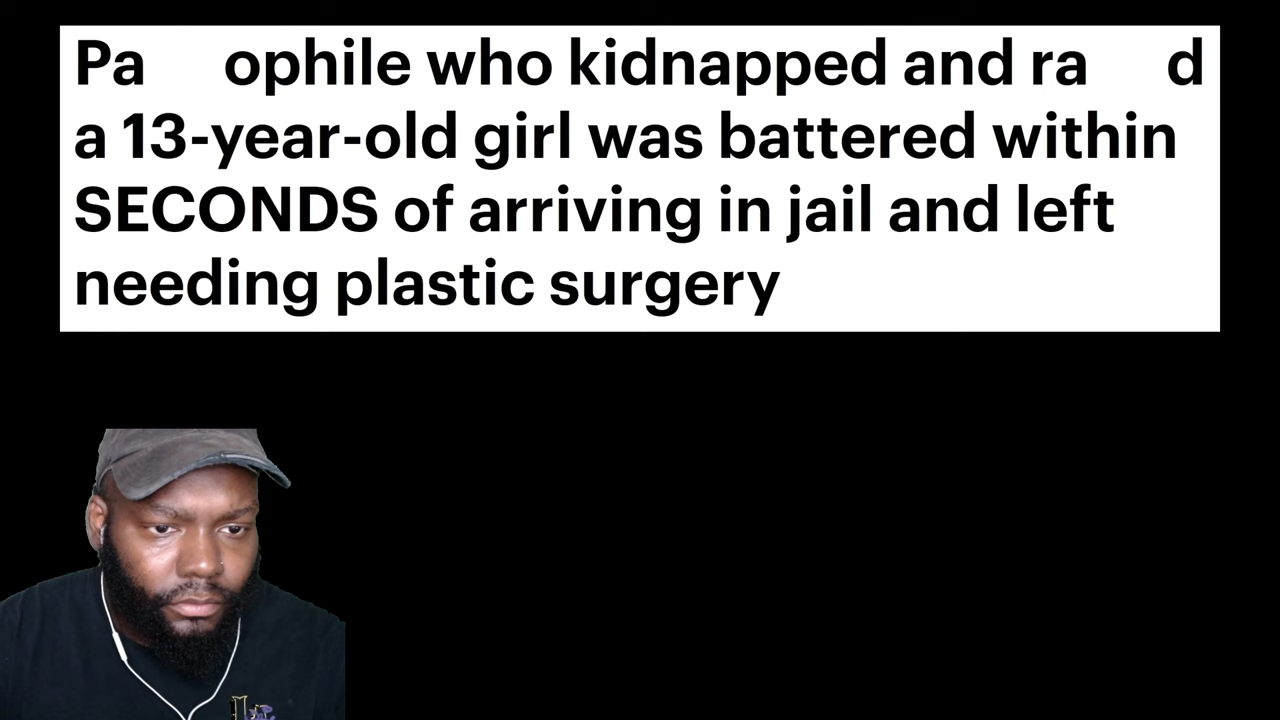 Pa ophile who kidnapped and ra d
a 13-year-old girl was battered within
SECONDS of arriving in jail and left
needing plastic surgery